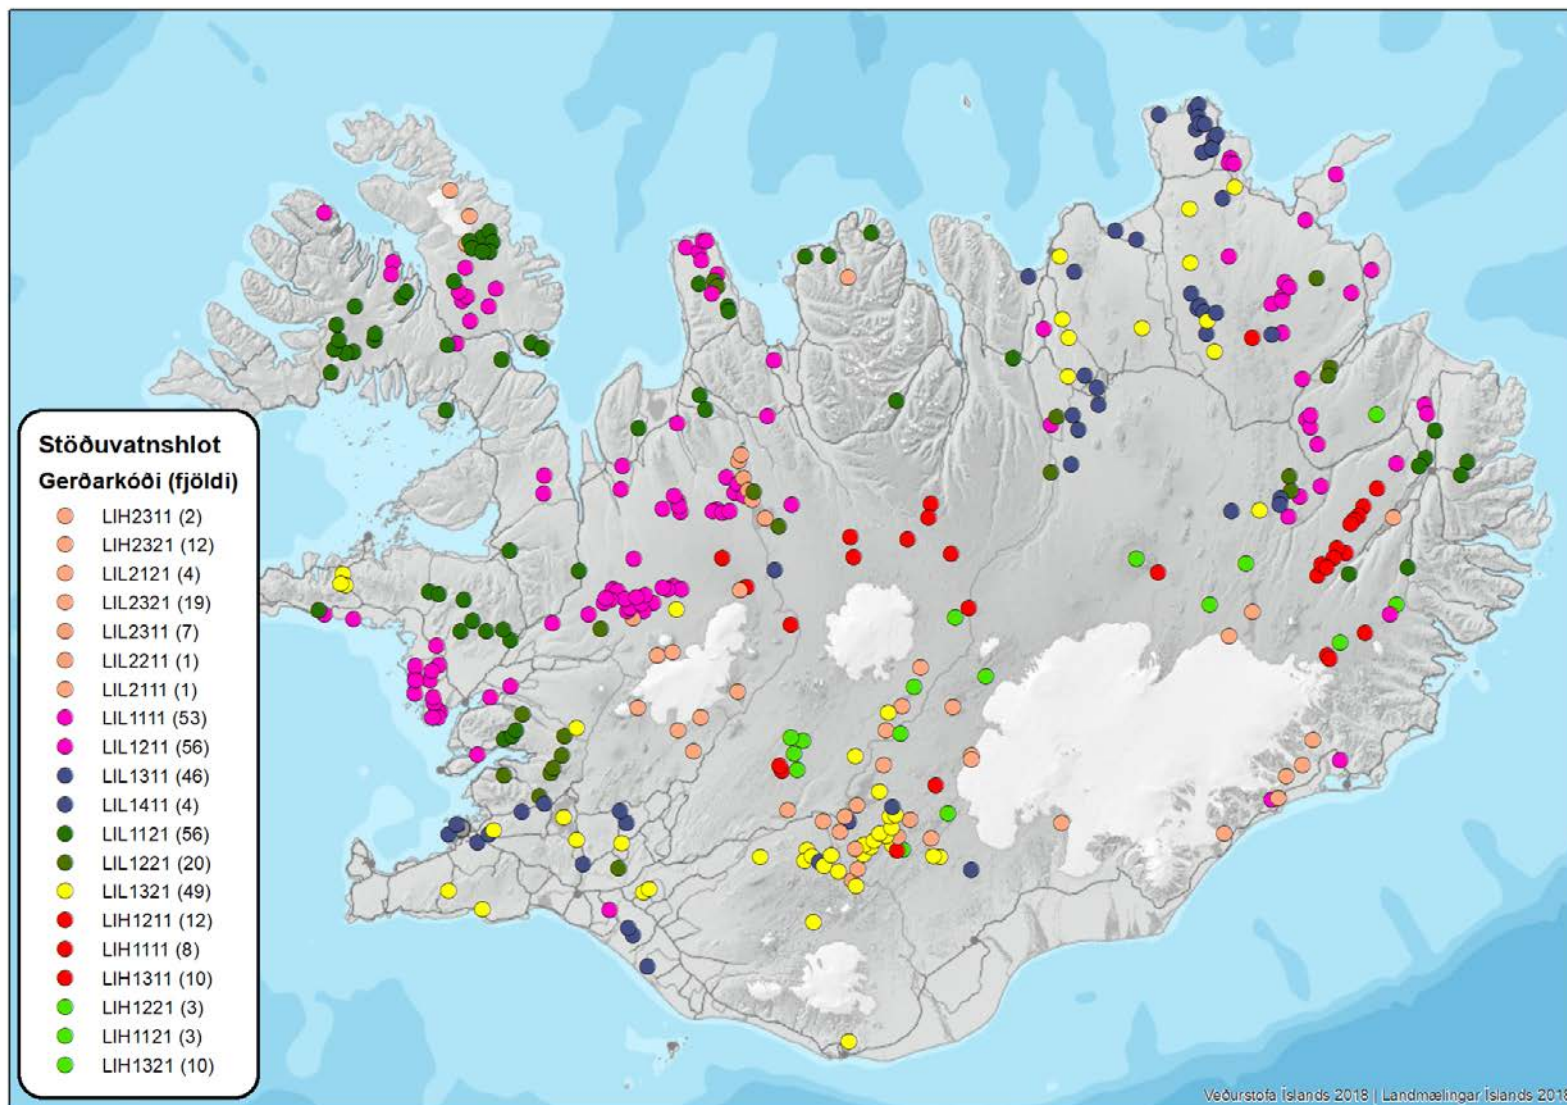 Stöðuvatnshlot
Gerðarkóði (fjöldi)
LIH2311 (2)
LIH2321 (12)
LIL2121 (4)
LIL2321 (19)
LIL2311 (7)
LIL2211 (1)
LIL2111 (1)
LIL1111 (53)
LIL1211 (56)
LIL1311 (46)
LIL1411 (4)
LIL1121 (56)
LIL1221 (20)
LIL1321 (49)
LIH1211 (12)
LIH1111 (8)
LIH1311 (10)
LIH1221 (3)
LIH1121 (3)
LIH1321 (10)
Veðurstofa Íslands 2018 | Landmælingar Íslands 2018